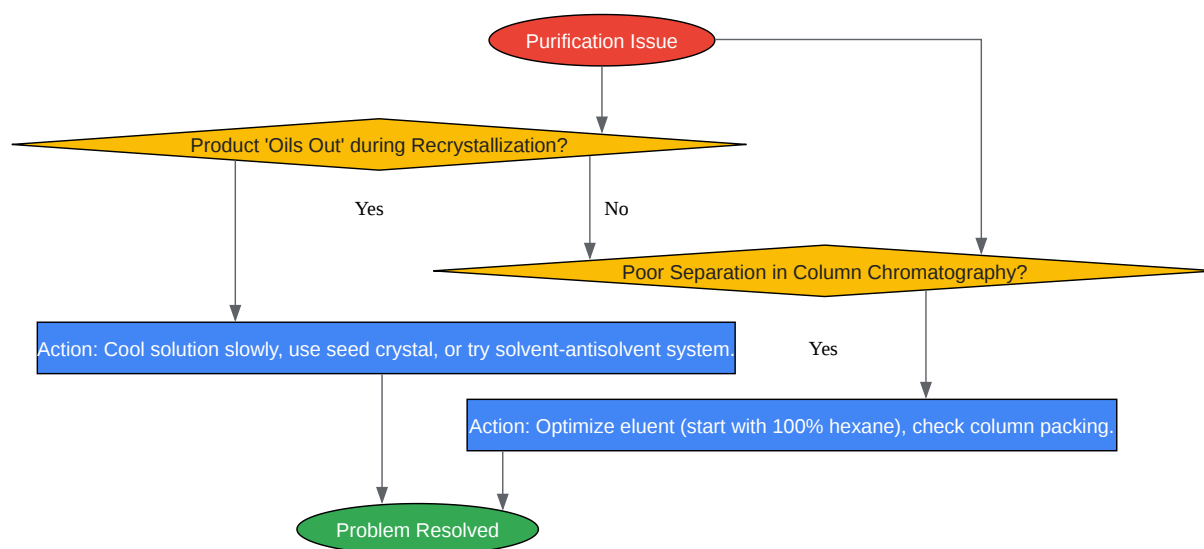 Purification Issue
Product 'Oils Out' during Recrystallization?
Yes
No
Poor Separation in Column Chromatography?
Action: Cool solution slowly, use seed crystal, or try solvent-antisolvent system.
Yes
Action: Optimize eluent (start with 100% hexane), check column packing.
Problem Resolved